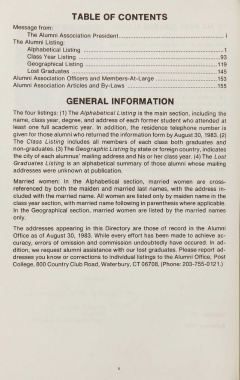 TABLE OF CONTENTS
Message from:
The Alumni Association President ... i
The Alumni Listing:
Alphabetical Listing ... 1
Class Year Listing ... 93
Geographical Listing ... 119
Lost Graduates ... 145
Alumni Association Officers and Members-At-Large ... 153
Alumni Association Articles and By-Laws ... 155
GENERAL INFORMATION
The four listings: (1) The Alphabetical Listing is the main section, including the
name, class year, degree, and address of each former student who attended at
least one full academic year. In addition, the residence telephone number is
given for those alumni who returned the information form by August 30, 1983. (2)
The Class Listing includes all members of each class both graduates and
non-graduates. (3) The Geographic Listing by state or foreign country, indicates
the city of each alumnus' mailing address and his or her class year. (4) The Lost
Graduates Listing is an alphabetical summary of those alumni whose mailing
addresses were unknown at publication.
Married women: In the Alphabetical section, married women are cross-
referenced by both the maiden and married last names, with the address in-
cluded with the married name. All women are listed only by maiden name in the
class year section, with married name following in parenthesis where applicable.
In the Geographical section, married women are listed by the married names
only.
The addresses appearing in this Directory are those of record in the Alumni
Office as of August 30, 1983. While every effort has been made to achieve ac-
curacy, errors of omission and commission undoubtedly have occured. In ad-
dition, we request alumni assistance with our lost graduates. Please report ad-
dresses you know or corrections to individual listings to the Alumni Office, Post
College, 800 Country Club Road, Waterbury, CT 06708, (Phone: 203-755-0121.)